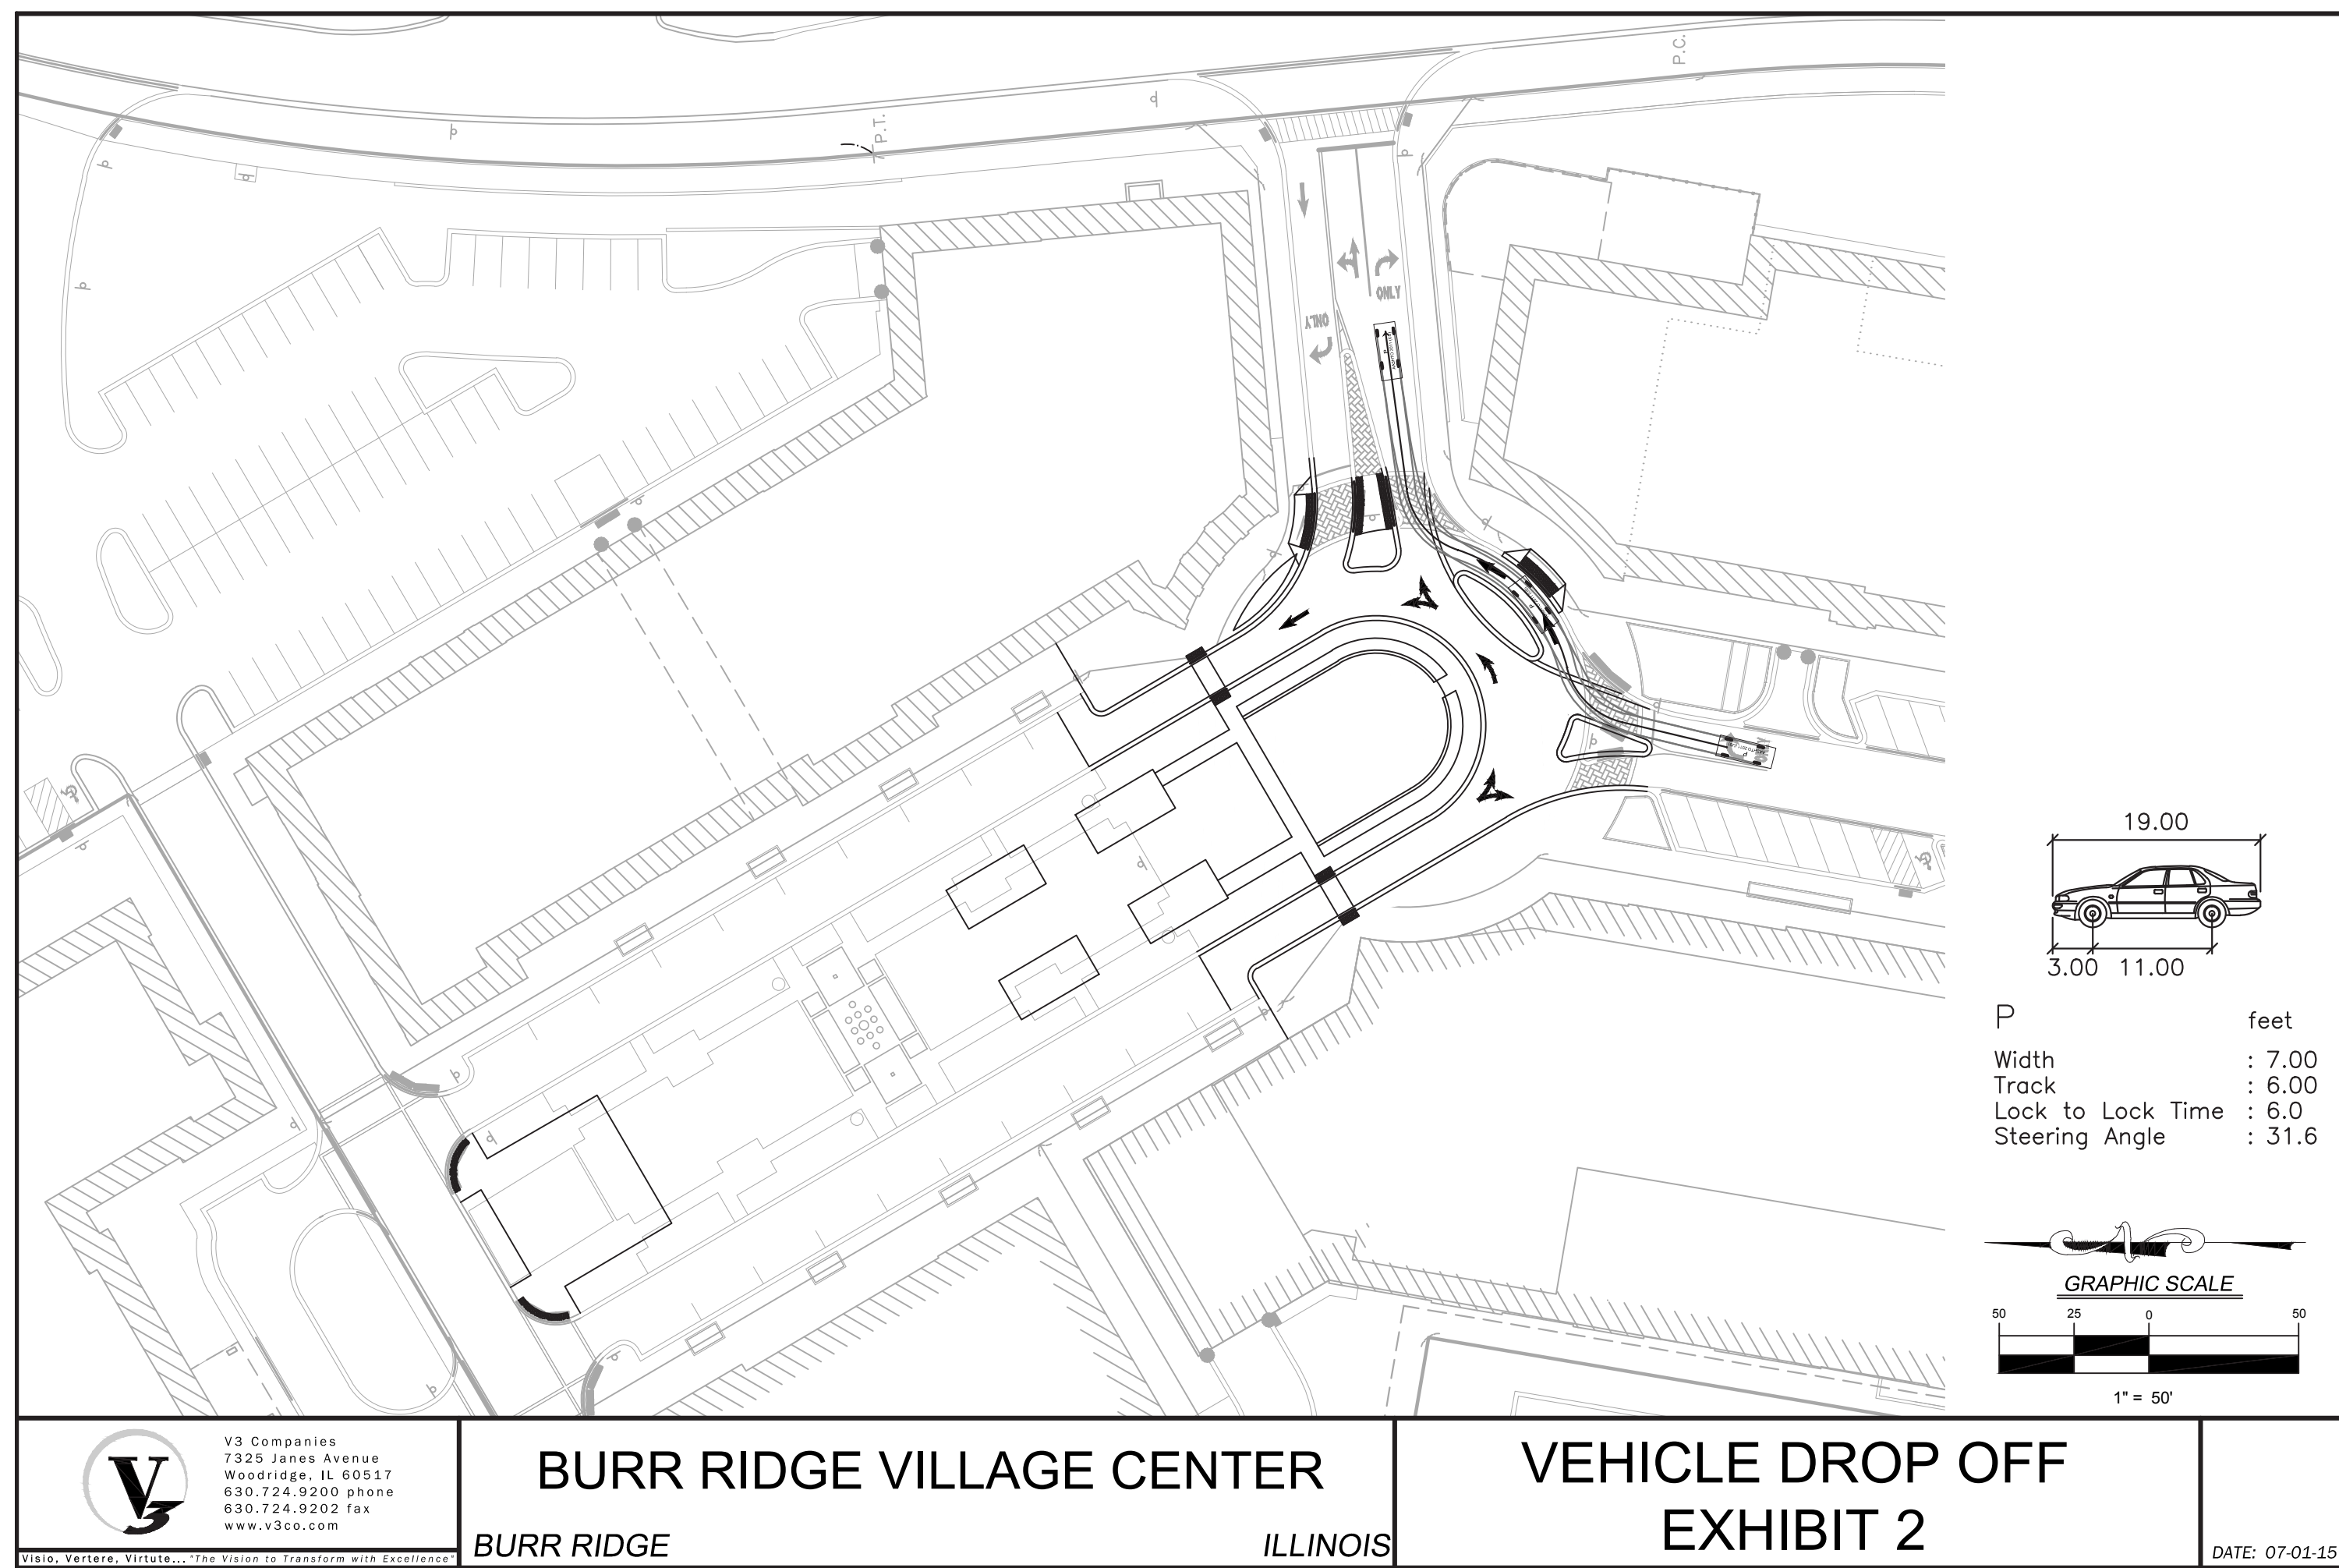 P.C.
P.T.
ONLY
ONLY
19.00
3.00 11.00
P feet
Width : 7.00
Track : 6.00
Lock to Lock Time : 6.0
Steering Angle : 31.6
GRAPHIC SCALE
50 25 0 50
1" = 50'
V3
V3 Companies
7325 Janes Avenue
Woodridge, IL 60517
630.724.9200 phone
630.724.9202 fax
www.v3co.com
Visio, Vertere, Virtute... "The Vision to Transform with Excellence"
BURR RIDGE VILLAGE CENTER
BURR RIDGE ILLINOIS
VEHICLE DROP OFF
EXHIBIT 2
DATE: 07-01-15